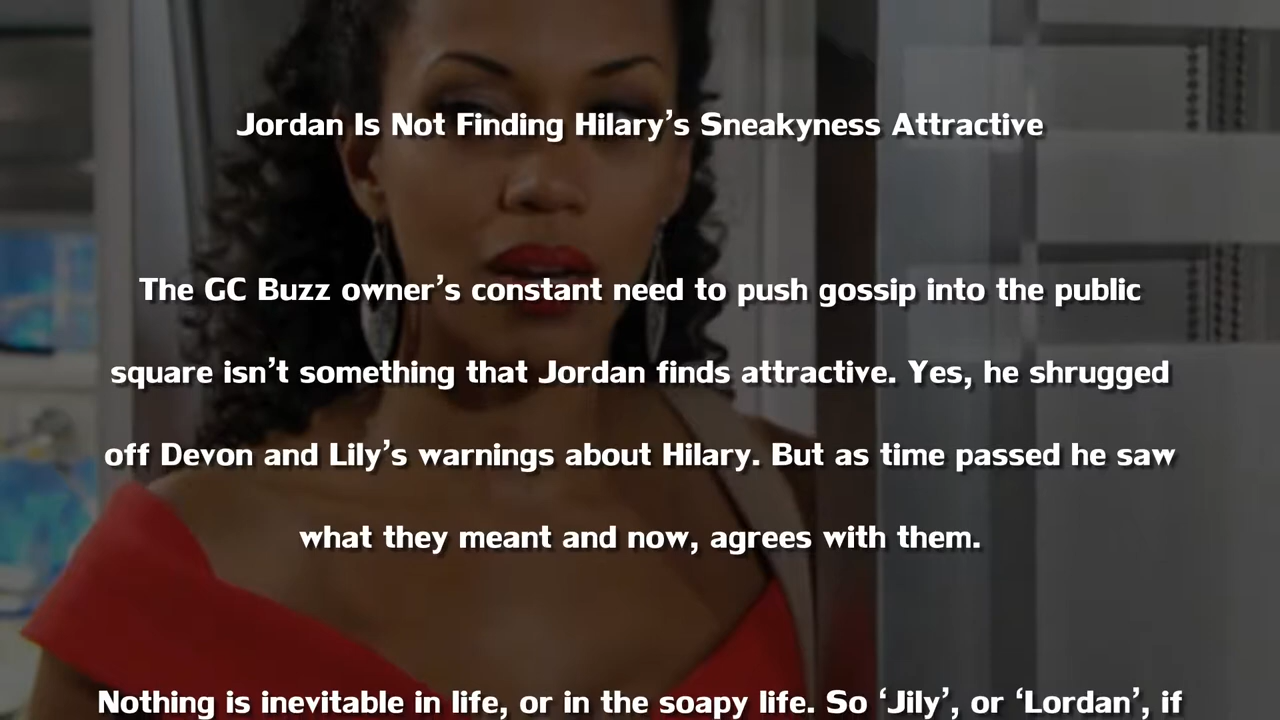 Jordan Is Not Finding Hilary’s Sneakyness Attractive
The GC Buzz owner’s constant need to push gossip into the public
square isn’t something that Jordan finds attractive. Yes, he shrugged
off Devon and Lily’s warnings about Hilary. But as time passed he saw
what they meant and now, agrees with them.
Nothing is inevitable in life, or in the soapy life. So ‘Jily’, or ‘Lordan’, if